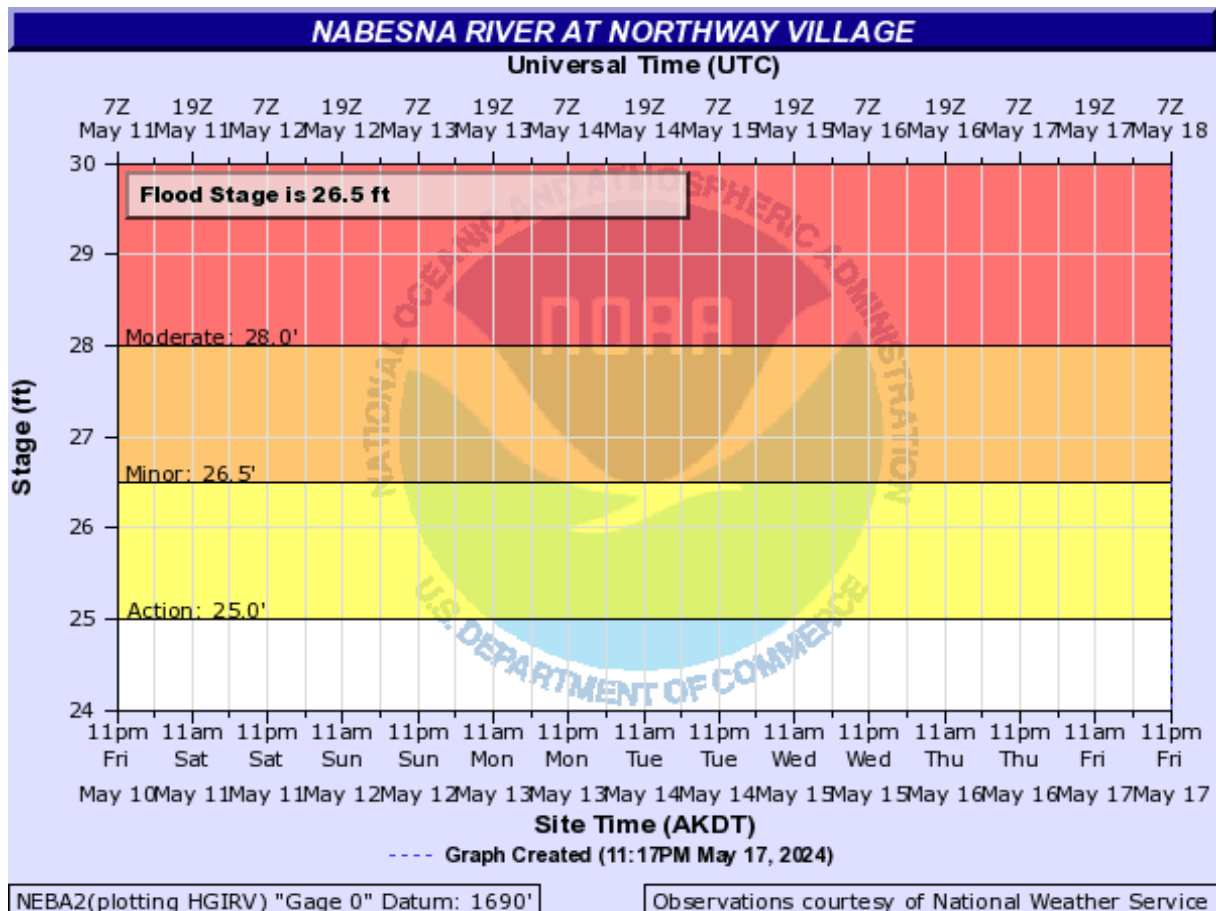 NABESNA RIVER AT NORTHWAY VILLAGE
Universal Time (UTC)
7Z 19Z 7Z 19Z 7Z 19Z 7Z 19Z 7Z 19Z 7Z 19Z 7Z 19Z 7Z
May 11 May 11 May 12 May 12 May 13 May 13 May 14 May 14 May 15 May 15 May 16 May 16 May 17 May 17 May 18
Flood Stage is 26.5 ft
Stage (ft)
30
29
28
27
26
25
24
Moderate: 28.0'
Minor: 26.5'
Action: 25.0'
NATIONAL OCEANIC AND ATMOSPHERIC ADMINISTRATION
NOAA
U.S. DEPARTMENT OF COMMERCE
11pm 11am 11pm 11am 11pm 11am 11pm 11am 11pm 11am 11pm 11am 11pm 11am 11pm
Fri Sat Sat Sun Sun Mon Mon Tue Tue Wed Wed Thu Thu Fri Fri
May 10 May 11 May 11 May 12 May 12 May 13 May 13 May 14 May 14 May 15 May 15 May 16 May 16 May 17 May 17
Site Time (AKDT)
---- Graph Created (11:17PM May 17, 2024)
NEBA2(plotting HGIRV) "Gage 0" Datum: 1690'
Observations courtesy of National Weather Service